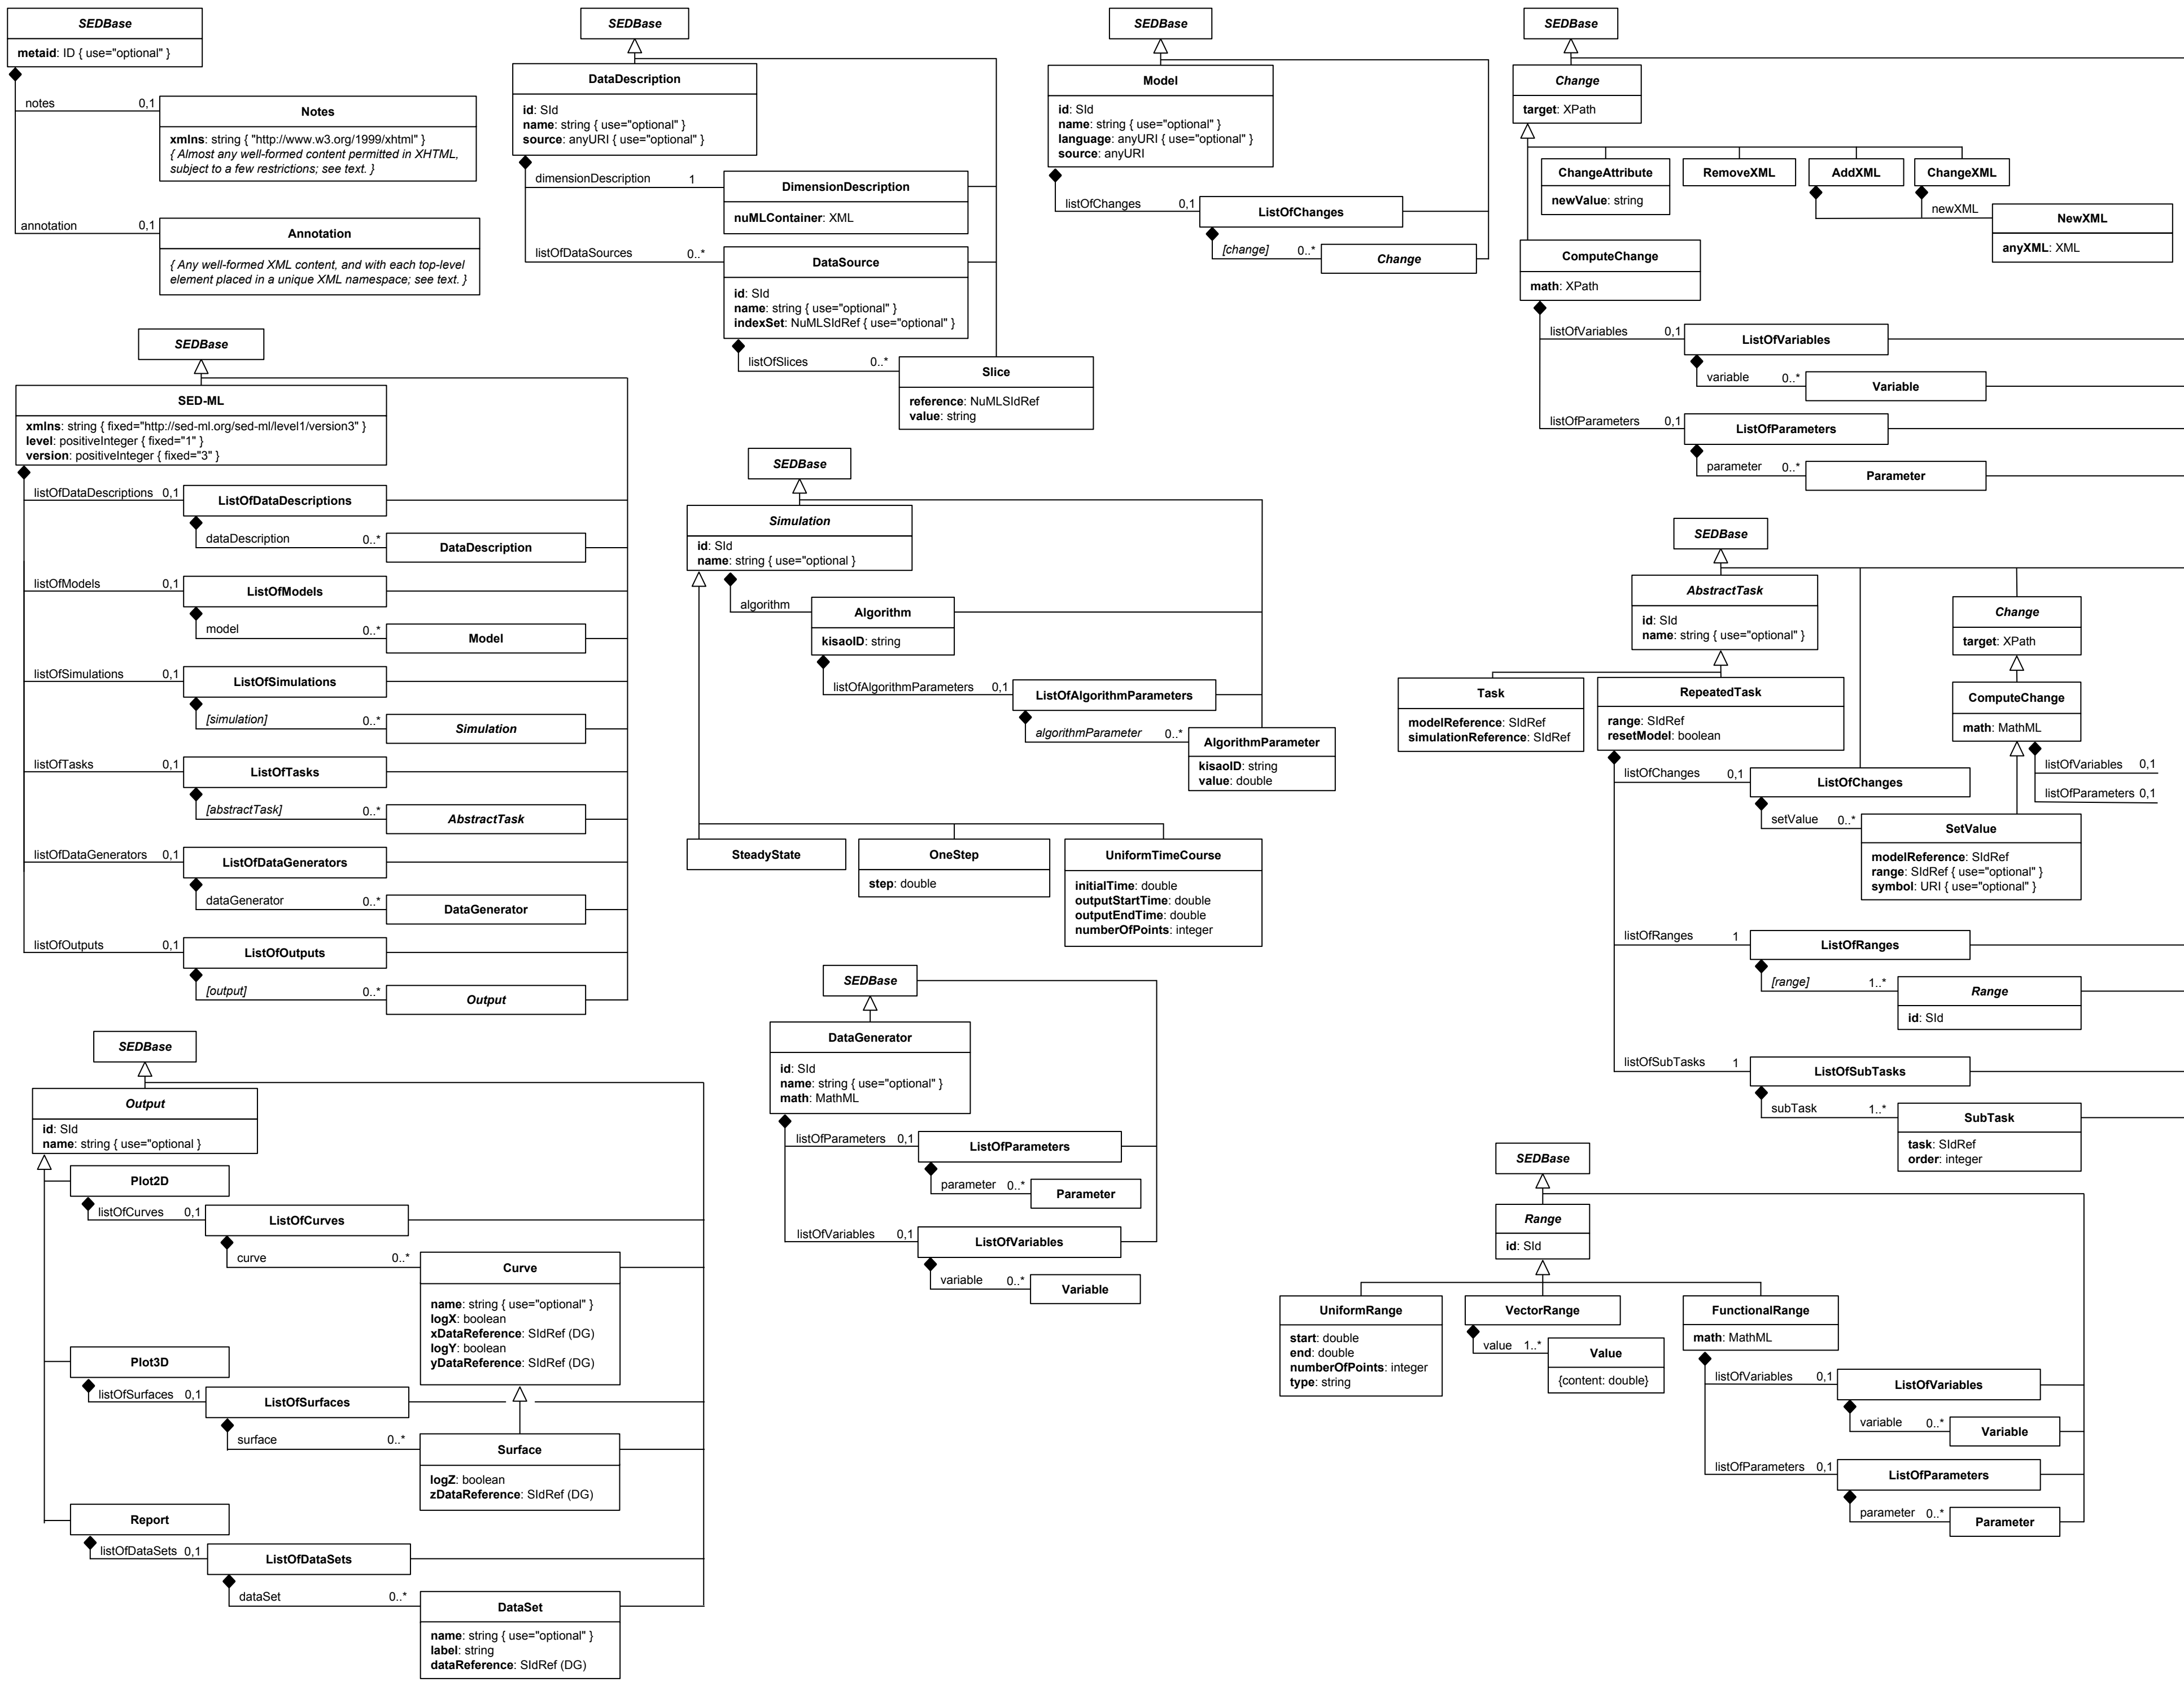 SEDBase
metaid: ID { use="optional" }
notes 0,1
Notes
xmlns: string { "http://www.w3.org/1999/xhtml" }
{ Almost any well-formed content permitted in XHTML,
subject to a few restrictions; see text. }
annotation 0,1
Annotation
{ Any well-formed XML content, and with each top-level
element placed in a unique XML namespace; see text. }
SEDBase
DataDescription
id: SId
name: string { use="optional" }
source: anyURI { use="optional" }
dimensionDescription 1
DimensionDescription
nuMLContainer: XML
listOfDataSources 0..*
DataSource
id: SId
name: string { use="optional" }
indexSet: NuMLSIdRef { use="optional" }
listOfSlices 0..*
Slice
reference: NuMLSIdRef
value: string
SEDBase
Model
id: SId
name: string { use="optional" }
language: anyURI { use="optional" }
source: anyURI
listOfChanges 0,1
ListOfChanges
[change] 0..*
Change
SEDBase
Change
target: XPath
ChangeAttribute
newValue: string
RemoveXML
AddXML
ChangeXML
newXML
NewXML
anyXML: XML
ComputeChange
math: XPath
listOfVariables 0,1
ListOfVariables
variable 0..*
Variable
listOfParameters 0,1
ListOfParameters
parameter 0..*
Parameter
SEDBase
SED-ML
xmlns: string { fixed="http://sed-ml.org/sed-ml/level1/version3" }
level: positiveInteger { fixed="1" }
version: positiveInteger { fixed="3" }
listOfDataDescriptions 0,1
ListOfDataDescriptions
dataDescription 0..*
DataDescription
listOfModels 0,1
ListOfModels
model 0..*
Model
listOfSimulations 0,1
ListOfSimulations
[simulation] 0..*
Simulation
listOfTasks 0,1
ListOfTasks
[abstractTask] 0..*
AbstractTask
listOfDataGenerators 0,1
ListOfDataGenerators
dataGenerator 0..*
DataGenerator
listOfOutputs 0,1
ListOfOutputs
[output] 0..*
Output
SEDBase
Simulation
id: SId
name: string { use="optional }
algorithm
Algorithm
kisaoID: string
listOfAlgorithmParameters 0,1
ListOfAlgorithmParameters
algorithmParameter 0..*
AlgorithmParameter
kisaoID: string
value: double
SteadyState
OneStep
step: double
UniformTimeCourse
initialTime: double
outputStartTime: double
outputEndTime: double
numberOfPoints: integer
SEDBase
AbstractTask
id: SId
name: string { use="optional" }
Task
modelReference: SIdRef
simulationReference: SIdRef
RepeatedTask
range: SIdRef
resetModel: boolean
Change
target: XPath
ComputeChange
math: MathML
listOfVariables 0,1
listOfParameters 0,1
listOfChanges 0,1
ListOfChanges
setValue 0..*
SetValue
modelReference: SIdRef
range: SIdRef { use="optional" }
symbol: URI { use="optional" }
listOfRanges 1
ListOfRanges
[range] 1..*
Range
id: SId
listOfSubTasks 1
ListOfSubTasks
subTask 1..*
SubTask
task: SIdRef
order: integer
SEDBase
DataGenerator
id: SId
name: string { use="optional" }
math: MathML
listOfParameters 0,1
ListOfParameters
parameter 0..*
Parameter
listOfVariables 0,1
ListOfVariables
variable 0..*
Variable
SEDBase
Output
id: SId
name: string { use="optional }
Plot2D
listOfCurves 0,1
ListOfCurves
curve 0..*
Curve
name: string { use="optional" }
logX: boolean
xDataReference: SIdRef (DG)
logY: boolean
yDataReference: SIdRef (DG)
Plot3D
listOfSurfaces 0,1
ListOfSurfaces
surface 0..*
Surface
logZ: boolean
zDataReference: SIdRef (DG)
Report
listOfDataSets 0,1
ListOfDataSets
dataSet 0..*
DataSet
name: string { use="optional" }
label: string
dataReference: SIdRef (DG)
SEDBase
Range
id: SId
UniformRange
start: double
end: double
numberOfPoints: integer
type: string
VectorRange
value 1..*
Value
{content: double}
FunctionalRange
math: MathML
listOfVariables 0,1
ListOfVariables
variable 0..*
Variable
listOfParameters 0,1
ListOfParameters
parameter 0..*
Parameter